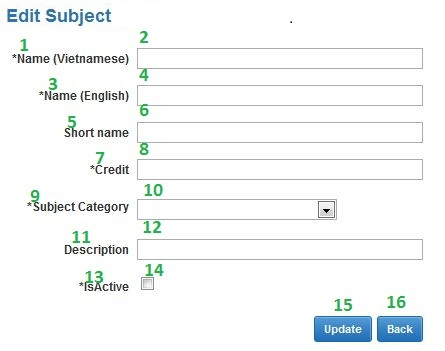 Edit Subject
1 2
*Name (Vietnamese)
3 4
*Name (English)
5 6
Short name
7 8
*Credit
9 10
*Subject Category
11 12
Description
13 14
*IsActive
15 16
Update Back